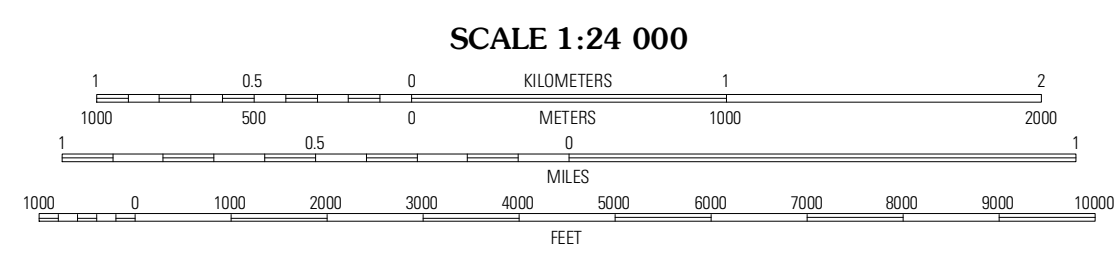 SCALE 1:24 000
1 0.5 0 KILOMETERS 1 2
1000 500 0 METERS 1000 2000
1 0.5 0 1
MILES
1000 0 1000 2000 3000 4000 5000 6000 7000 8000 9000 10000
FEET